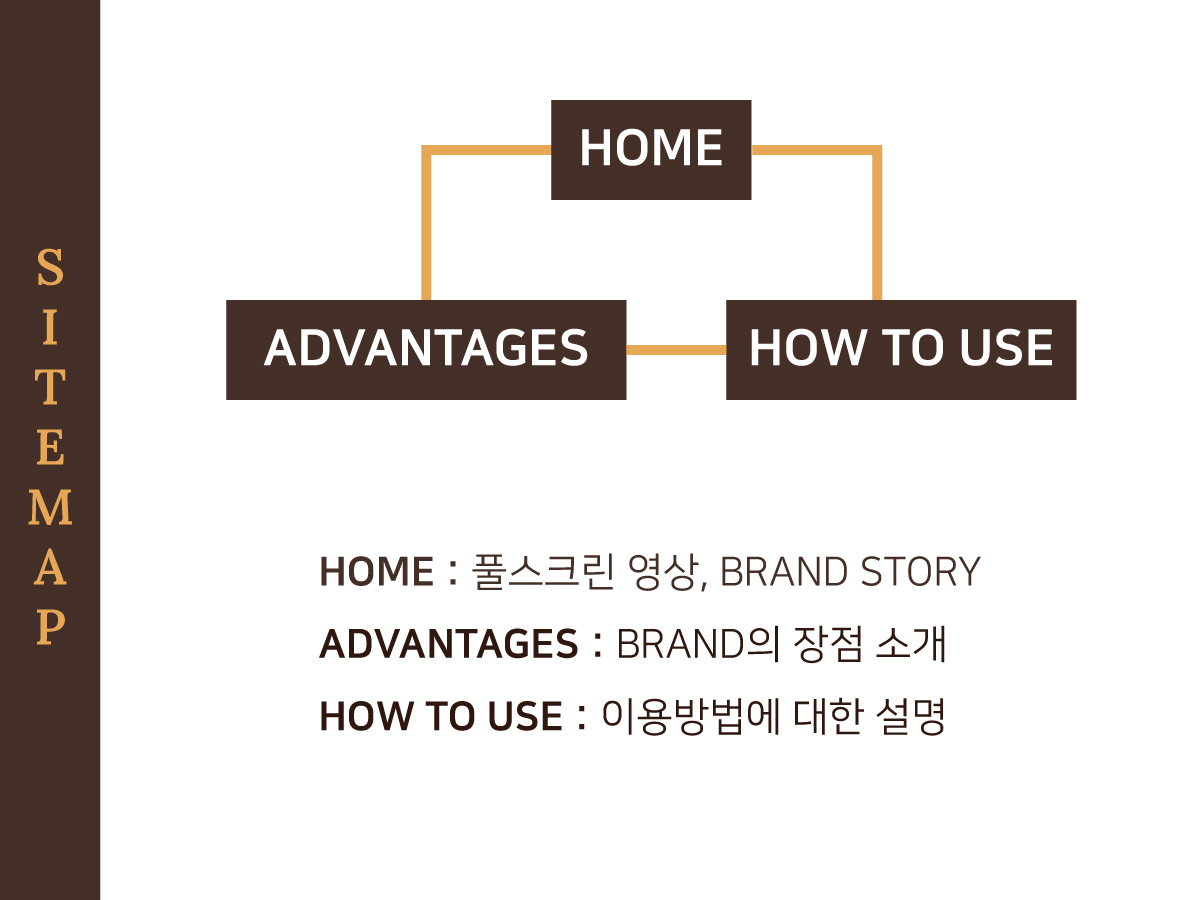 SITEMAP
HOME
ADVANTAGES
HOW TO USE
HOME : 풀스크린 영상, BRAND STORY
ADVANTAGES : BRAND의 장점 소개
HOW TO USE : 이용방법에 대한 설명